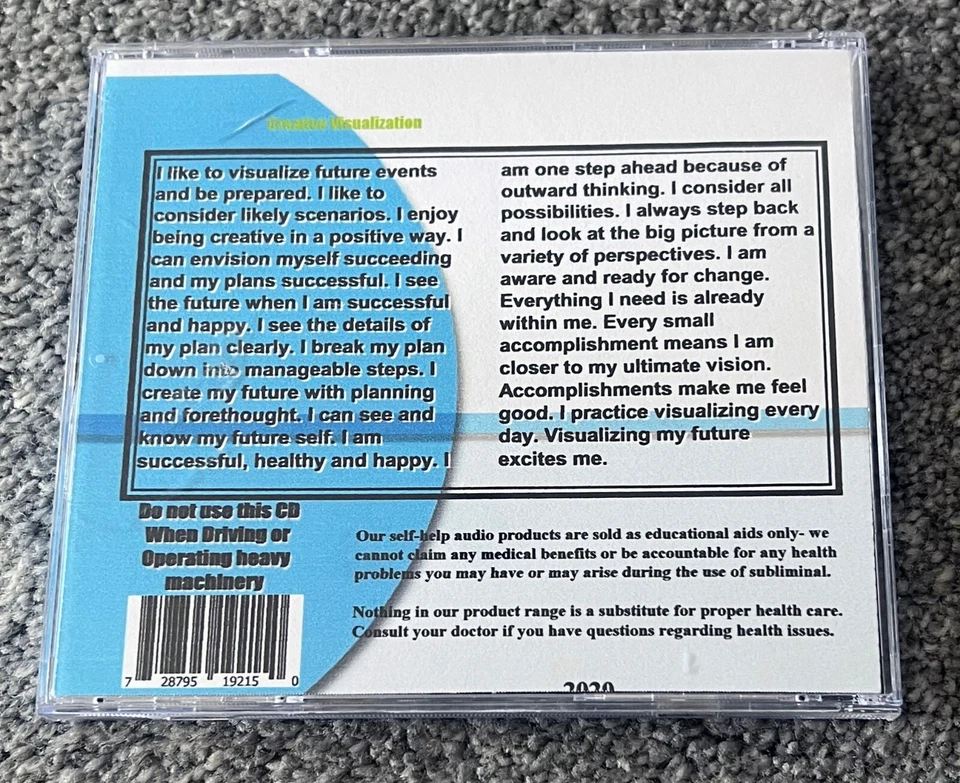 Creative Visualization
I like to visualize future events
and be prepared. I like to
consider likely scenarios. I enjoy
being creative in a positive way. I
can envision myself succeeding
and my plans successful. I see
the future when I am successful
and happy. I see the details of
my plan clearly. I break my plan
down into manageable steps. I
create my future with planning
and forethought. I can see and
know my future self. I am
successful, healthy and happy. I
am one step ahead because of
outward thinking. I consider all
possibilities. I always step back
and look at the big picture from a
variety of perspectives. I am
aware and ready for change.
Everything I need is already
within me. Every small
accomplishment means I am
closer to my ultimate vision.
Accomplishments make me feel
good. I practice visualizing every
day. Visualizing my future
excites me.
Do not use this CD
When Driving or
Operating heavy
machinery
7 28795 19215 0
Our self-help audio products are sold as educational aids only- we
cannot claim any medical benefits or be accountable for any health
problems you may have or may arise during the use of subliminal.
Nothing in our product range is a substitute for proper health care.
Consult your doctor if you have questions regarding health issues.
2020